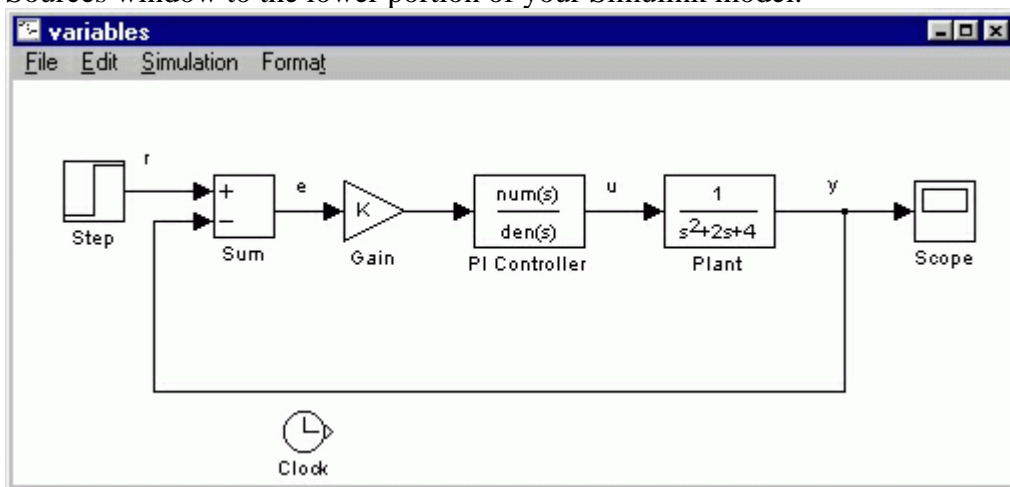 Sources window to the lower portion of your Simulink model.
variables
File Edit Simulation Format
r
+
−
Step
Sum
e
K
Gain
num(s)
den(s)
PI Controller
u
1
s2+2s+4
Plant
y
Scope
Clock